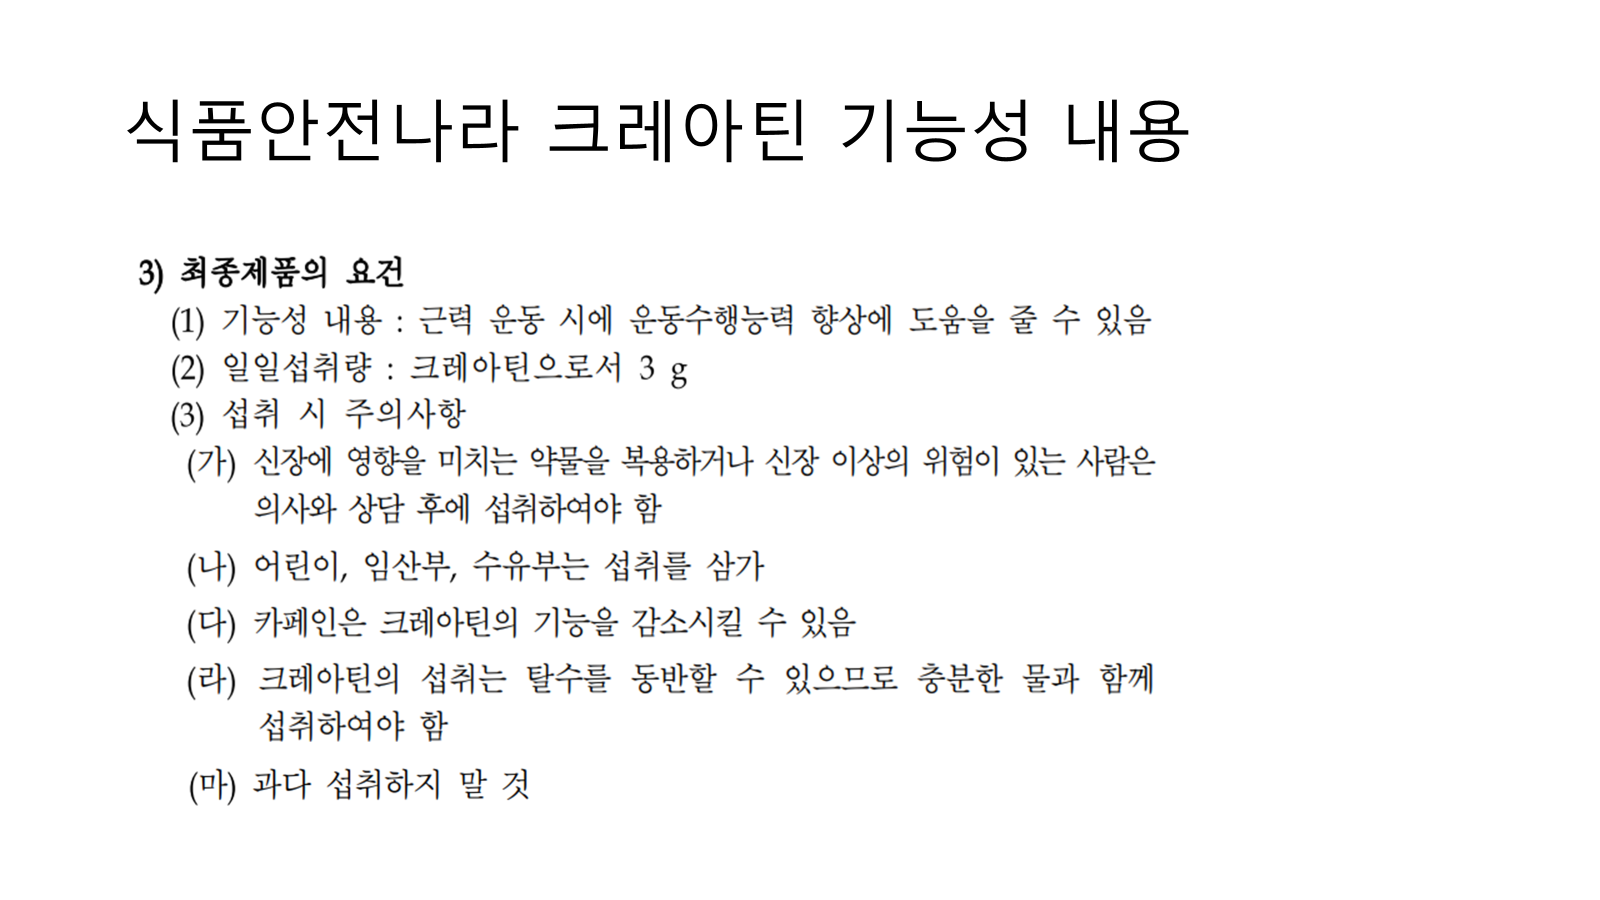 식품안전나라 크레아틴 기능성 내용
3) 최종제품의 요건
(1) 기능성 내용 : 근력 운동 시에 운동수행능력 향상에 도움을 줄 수 있음
(2) 일일섭취량 : 크레아틴으로서 3 g
(3) 섭취 시 주의사항
(가) 신장에 영향을 미치는 약물을 복용하거나 신장 이상의 위험이 있는 사람은
의사와 상담 후에 섭취하여야 함
(나) 어린이, 임산부, 수유부는 섭취를 삼가
(다) 카페인은 크레아틴의 기능을 감소시킬 수 있음
(라) 크레아틴의 섭취는 탈수를 동반할 수 있으므로 충분한 물과 함께
섭취하여야 함
(마) 과다 섭취하지 말 것